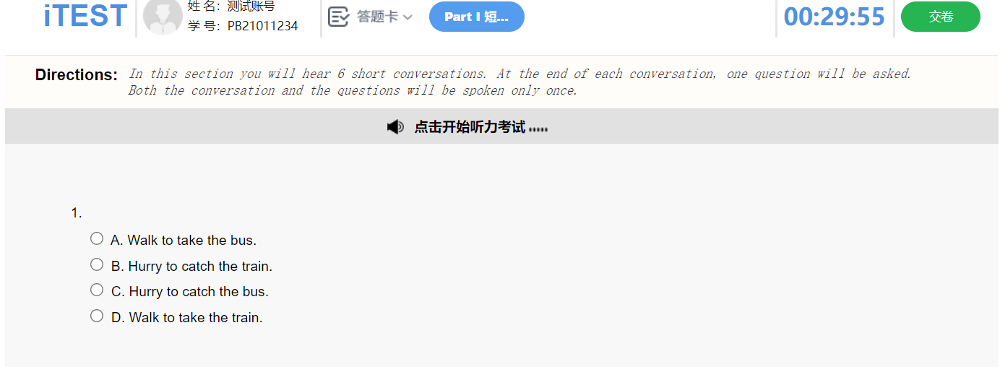 iTEST
姓 名：测试账号
学 号：PB21011234
答题卡
Part I 短...
00:29:55
交卷
Directions: In this section you will hear 6 short conversations. At the end of each conversation, one question will be asked.
Both the conversation and the questions will be spoken only once.
点击开始听力考试 .....
1.
A. Walk to take the bus.
B. Hurry to catch the train.
C. Hurry to catch the bus.
D. Walk to take the train.